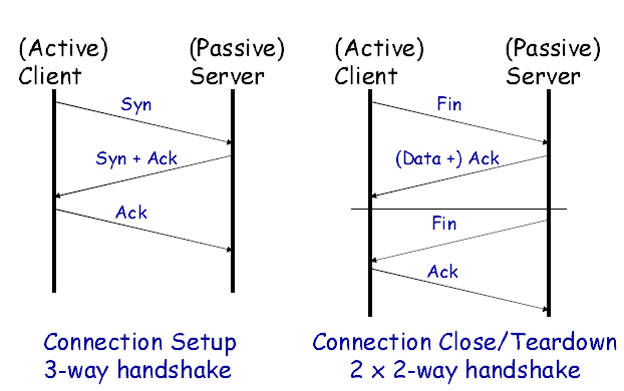 (Active)
Client
(Passive)
Server
Syn
Syn + Ack
Ack
Connection Setup
3-way handshake
(Active)
Client
(Passive)
Server
Fin
(Data +) Ack
Fin
Ack
Connection Close/Teardown
2 x 2-way handshake